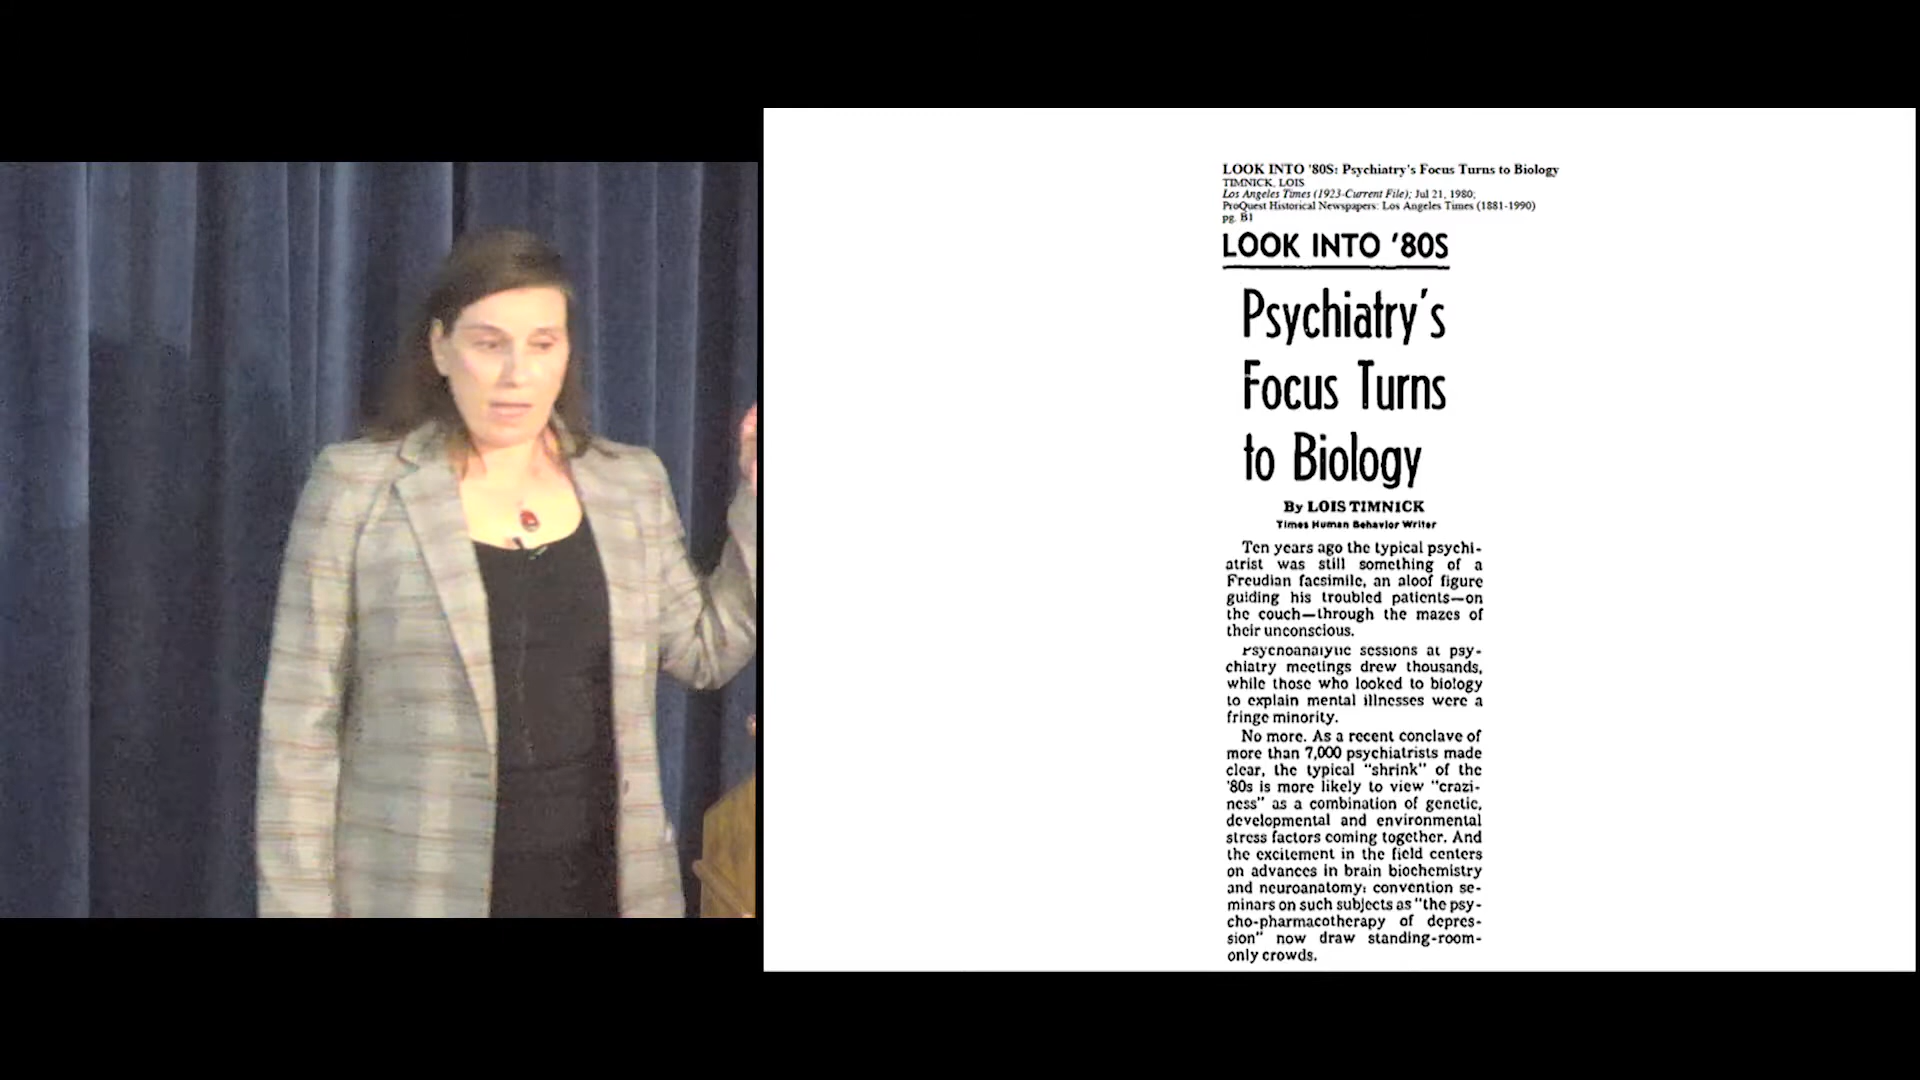 LOOK INTO '80S: Psychiatry's Focus Turns to Biology
TIMNICK, LOIS
Los Angeles Times (1923-Current File); Jul 21, 1980;
ProQuest Historical Newspapers: Los Angeles Times (1881-1990)
pg. B1
LOOK INTO '80S
Psychiatry's
Focus Turns
to Biology
By LOIS TIMNICK
Times Human Behavior Writer
Ten years ago the typical psychi-
atrist was still something of a
Freudian facsimile, an aloof figure
guiding his troubled patients—on
the couch—through the mazes of
their unconscious.
Psychoanalytic sessions at psy-
chiatry meetings drew thousands,
while those who looked to biology
to explain mental illnesses were a
fringe minority.
No more. As a recent conclave of
more than 7,000 psychiatrists made
clear, the typical "shrink" of the
'80s is more likely to view "crazi-
ness" as a combination of genetic,
developmental and environmental
stress factors coming together. And
the excitement in the field centers
on advances in brain biochemistry
and neuroanatomy: convention se-
minars on such subjects as "the psy-
cho-pharmacotherapy of depres-
sion" now draw standing-room-
only crowds.